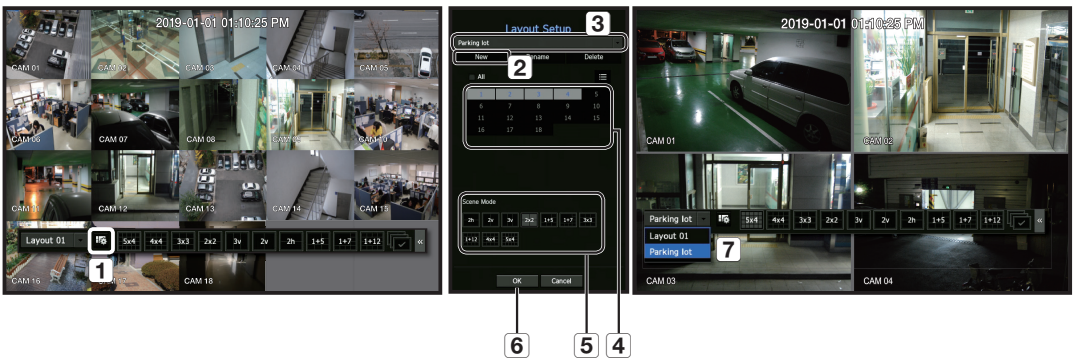 2019-01-01 01:10:25 PM
CAM 01
CAM 02
CAM 03
CAM 04
CAM 05
CAM 06
CAM 07
CAM 08
CAM 10
CAM 12
CAM 13
CAM 14
CAM 15
Layout 01
5x4 4x4 3x3 2x2 3v 2v 2h 1+5 1+7 1+12 «
1
CAM 16
CAM 18
Layout Setup
3
Parking lot
New
Delete
2
All
1 2 3 4 5
6 7 8 9 10
11 12 13 14 15
16 17 18
Scene Mode
2h 2v 3v 2x2 1+5 1+7 3x3
1+12 4x4 5x4
OK Cancel
6 5 4
2019-01-01 01:10:25 PM
CAM 01
CAM 02
Parking lot
5x4 4x4 3x3 2x2 3v 2v 2h 1+5 1+7 1+12 «
Layout 01
Parking lot
7
CAM 03
CAM 04